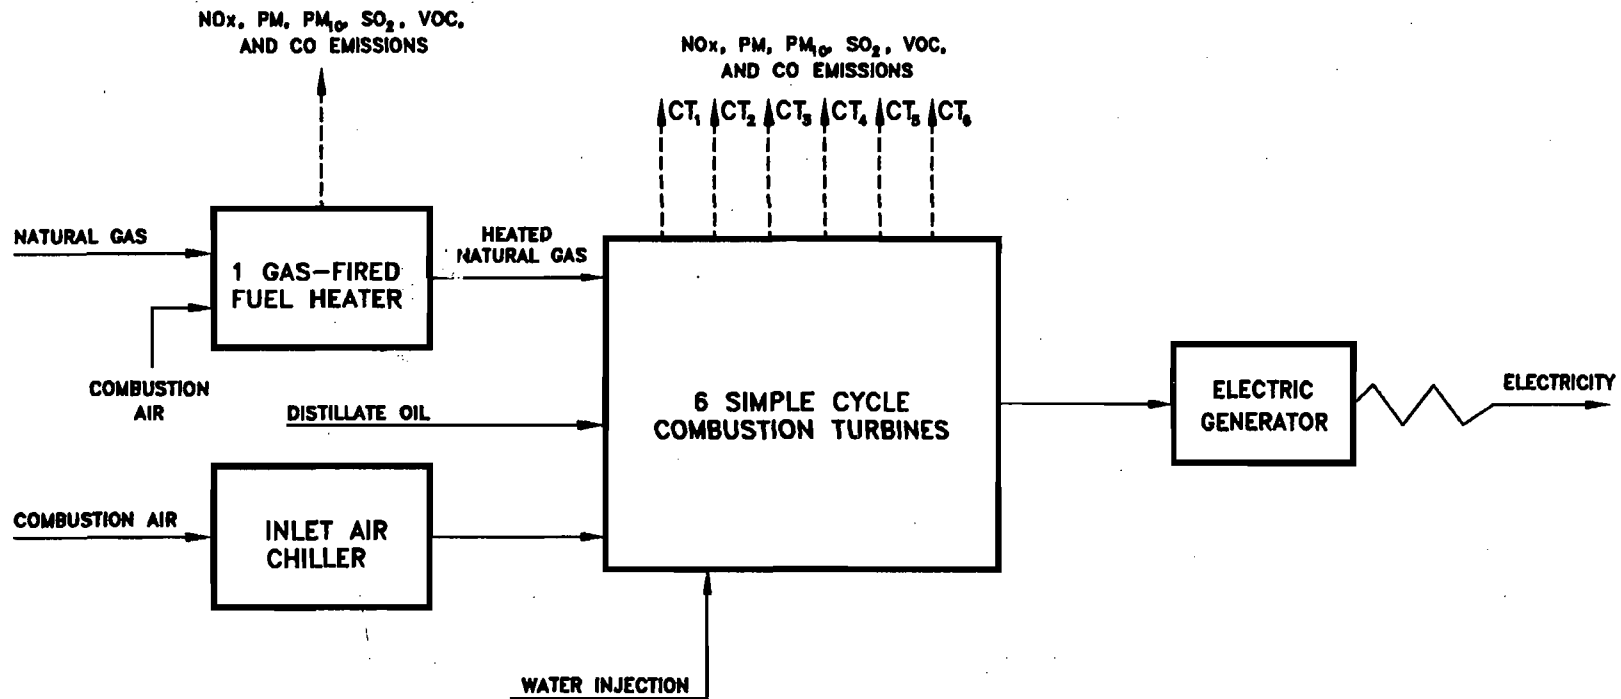 NOx, PM, PM₁₀, SO₂, VOC,
AND CO EMISSIONS
NOx, PM, PM₁₀, SO₂, VOC,
AND CO EMISSIONS
CT₁ CT₂ CT₃ CT₄ CT₅ CT₆
NATURAL GAS
1 GAS-FIRED
FUEL HEATER
HEATED
NATURAL GAS
COMBUSTION
AIR
DISTILLATE OIL
6 SIMPLE CYCLE
COMBUSTION TURBINES
ELECTRIC
GENERATOR
ELECTRICITY
COMBUSTION AIR
INLET AIR
CHILLER
WATER INJECTION